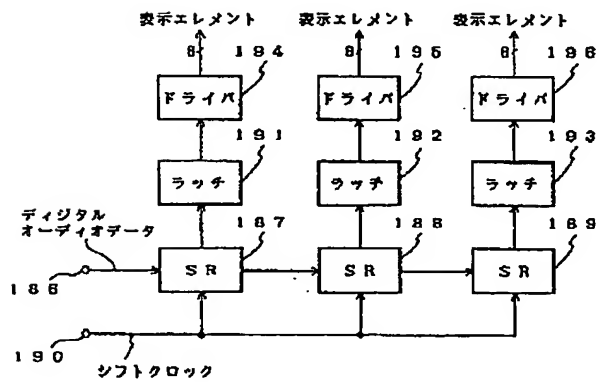 表示エレメント 表示エレメント 表示エレメント
8 194 8 195 8 196
ドライバ ドライバ ドライバ
191 192 193
ラッチ ラッチ ラッチ
ディジタル
オーディオデータ
187 188 189
SR SR SR
186
190
シフトクロック